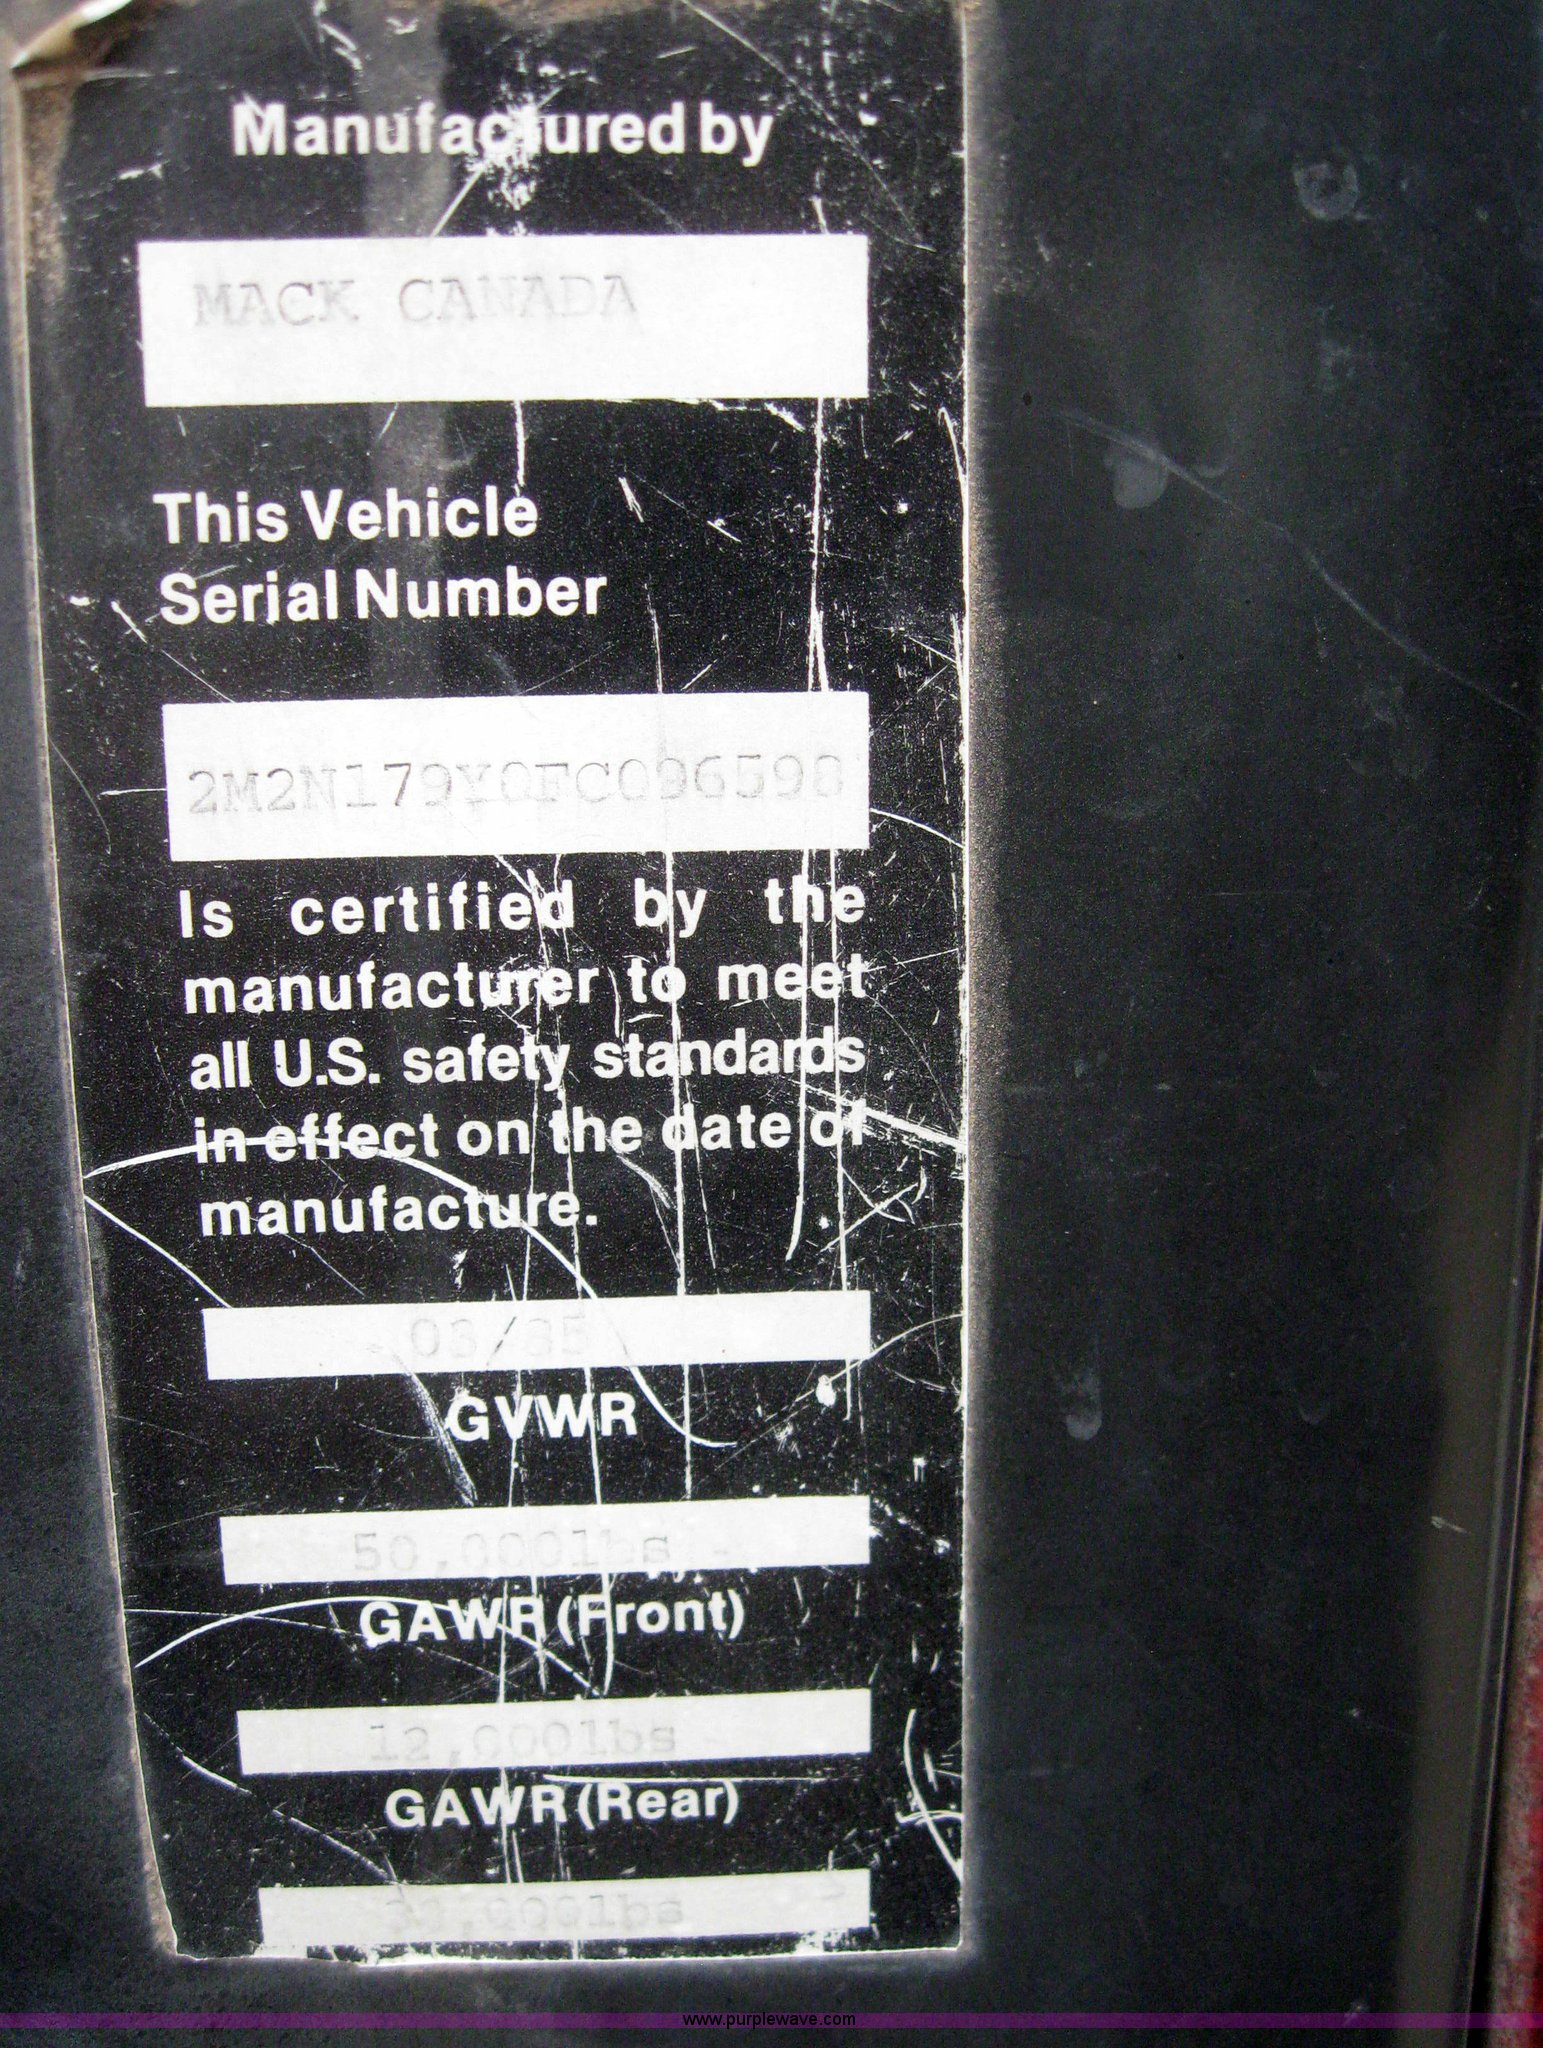 Manufactured by
MACK CANADA
This Vehicle
Serial Number
2M2N179Y0FC096598
Is certified by the
manufacturer to meet
all U.S. safety standards
in effect on the date of
manufacture.
03/85
GVWR
50,000lbs
GAWR (Front)
12,000lbs
GAWR (Rear)
www.purplewave.com